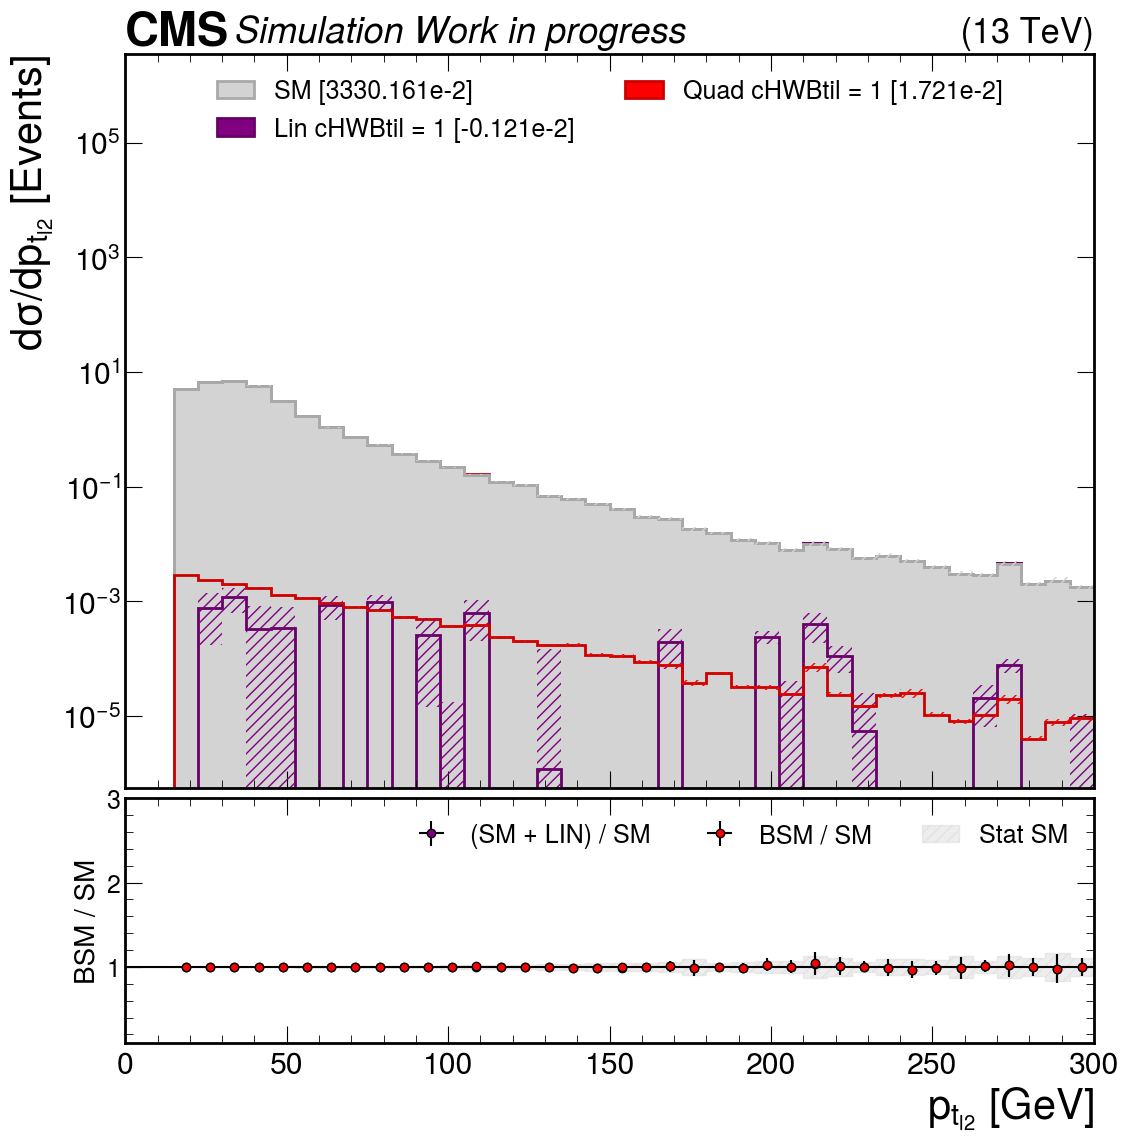 CMS Simulation Work in progress (13 TeV)
SM [3330.161e-2] Quad cHWBtil = 1 [1.721e-2]
Lin cHWBtil = 1 [-0.121e-2]
dσ/dp_{t_{l2}} [Events]
10^5
10^3
10^1
10^{−1}
10^{−3}
10^{−5}
(SM + LIN) / SM BSM / SM Stat SM
BSM / SM
3
2
1
0 50 100 150 200 250 300
p_{t_{l2}} [GeV]